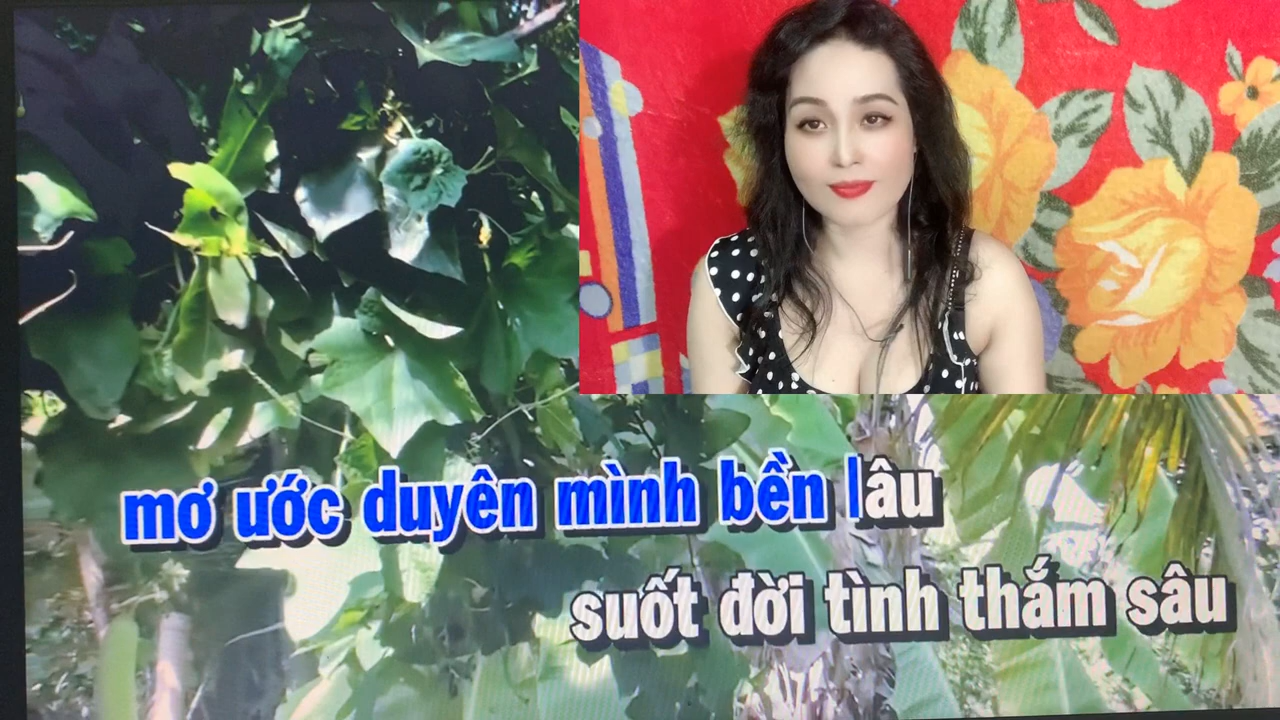 mơ ước duyên mình bền lâu
suốt đời tình thắm sâu